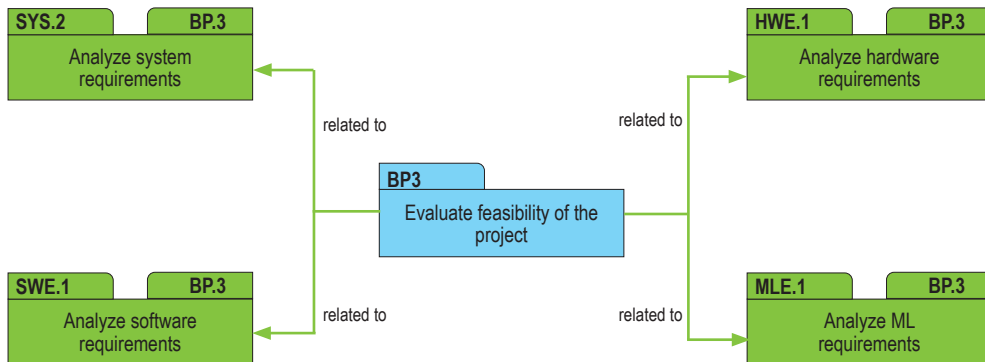 SYS.2 BP.3
Analyze system
requirements
HWE.1 BP.3
Analyze hardware
requirements
related to
related to
BP3
Evaluate feasibility of the
project
SWE.1 BP.3
Analyze software
requirements
related to
related to
MLE.1 BP.3
Analyze ML
requirements